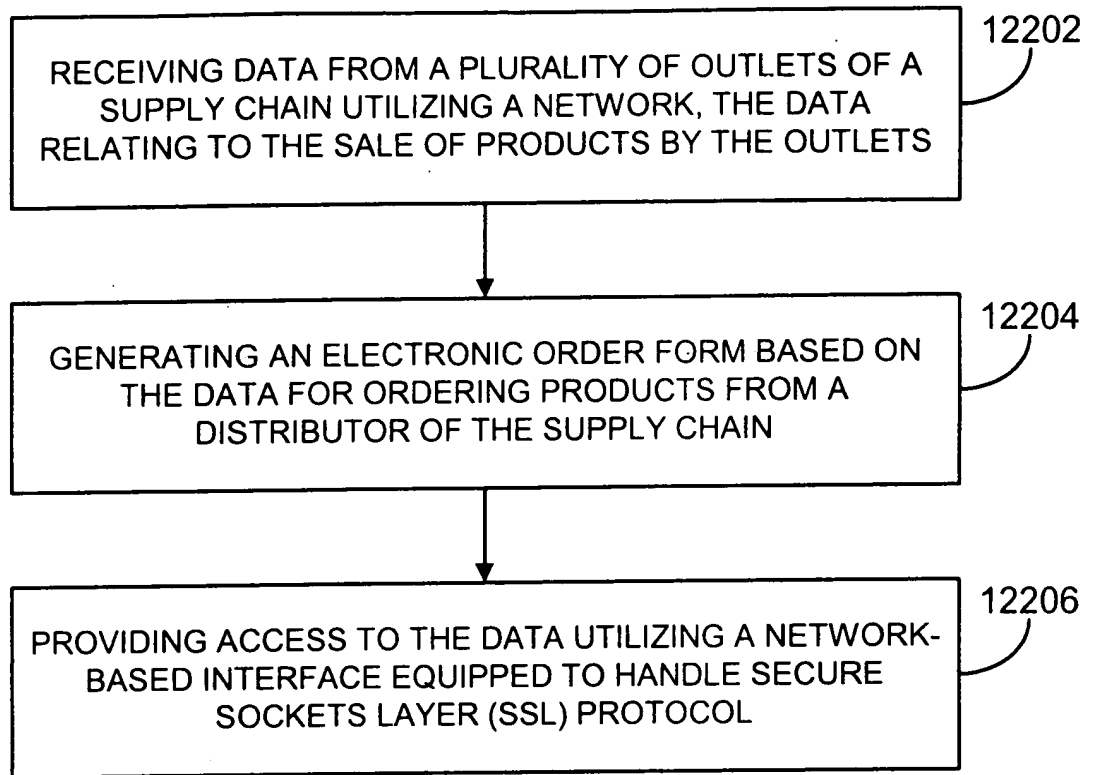 12202
RECEIVING DATA FROM A PLURALITY OF OUTLETS OF A
SUPPLY CHAIN UTILIZING A NETWORK, THE DATA
RELATING TO THE SALE OF PRODUCTS BY THE OUTLETS
12204
GENERATING AN ELECTRONIC ORDER FORM BASED ON
THE DATA FOR ORDERING PRODUCTS FROM A
DISTRIBUTOR OF THE SUPPLY CHAIN
12206
PROVIDING ACCESS TO THE DATA UTILIZING A NETWORK-
BASED INTERFACE EQUIPPED TO HANDLE SECURE
SOCKETS LAYER (SSL) PROTOCOL